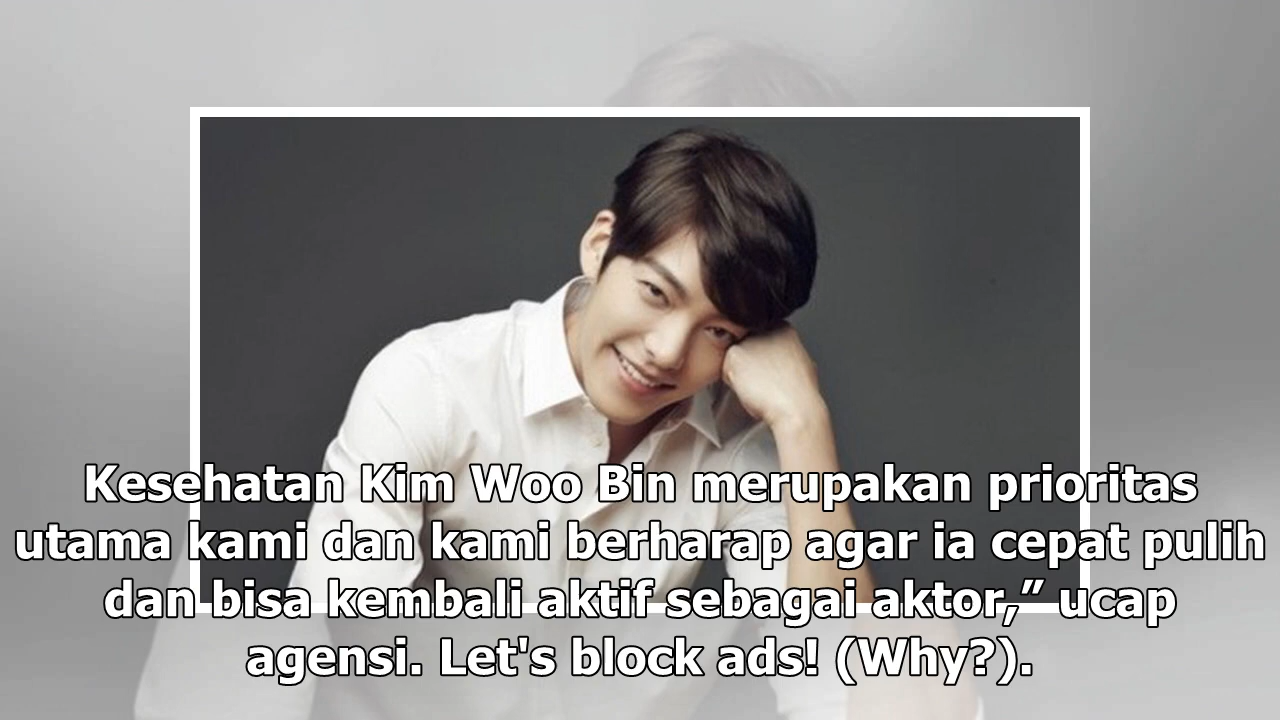 Kesehatan Kim Woo Bin merupakan prioritas
utama kami dan kami berharap agar ia cepat pulih
dan bisa kembali aktif sebagai aktor,” ucap
agensi. Let's block ads! (Why?).